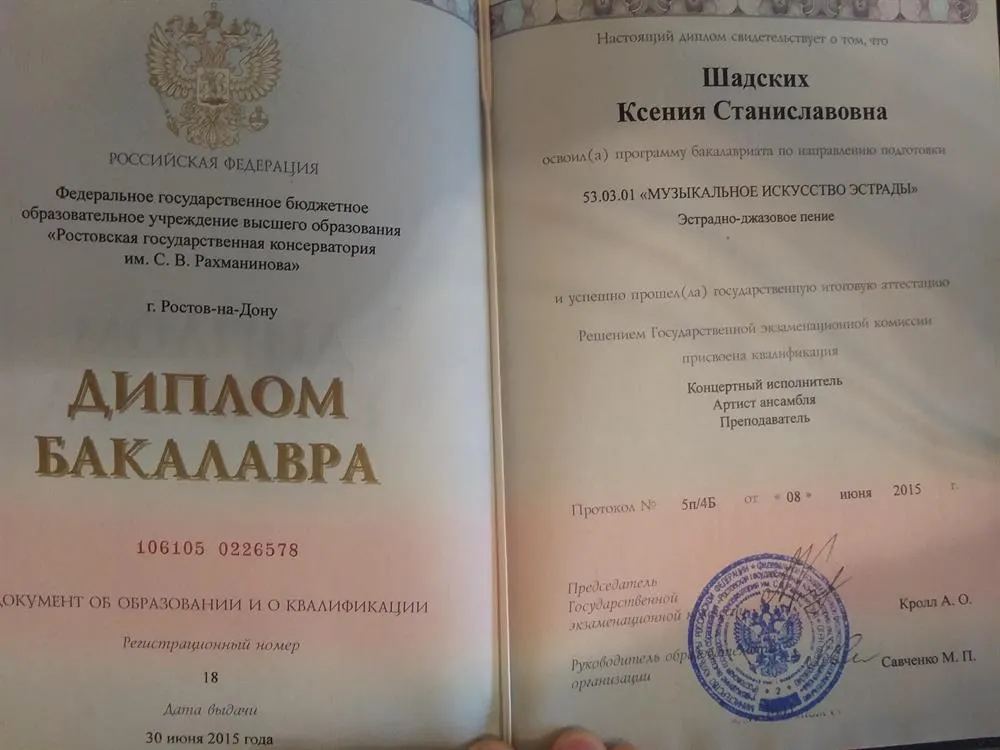 РОССИЙСКАЯ ФЕДЕРАЦИЯ
Федеральное государственное бюджетное
образовательное учреждение высшего образования
«Ростовская государственная консерватория
им. С. В. Рахманинова»
г. Ростов-на-Дону
ДИПЛОМ
БАКАЛАВРА
106105 0226578
ДОКУМЕНТ ОБ ОБРАЗОВАНИИ И О КВАЛИФИКАЦИИ
Регистрационный номер
18
Дата выдачи
30 июня 2015 года
Настоящий диплом свидетельствует о том, что
Шадских
Ксения Станиславовна
освоил(а) программу бакалавриата по направлению подготовки
53.03.01 «МУЗЫКАЛЬНОЕ ИСКУССТВО ЭСТРАДЫ»
Эстрадно-джазовое пение
и успешно прошел(ла) государственную итоговую аттестацию
Решением Государственной экзаменационной комиссии
присвоена квалификация
Концертный исполнитель
Артист ансамбля
Преподаватель
Протокол № 5п/4Б от « 08 » июня 2015 г.
Председатель
Государственной
экзаменационной
Кролл А. О.
Руководитель
организации
Савченко М. П.